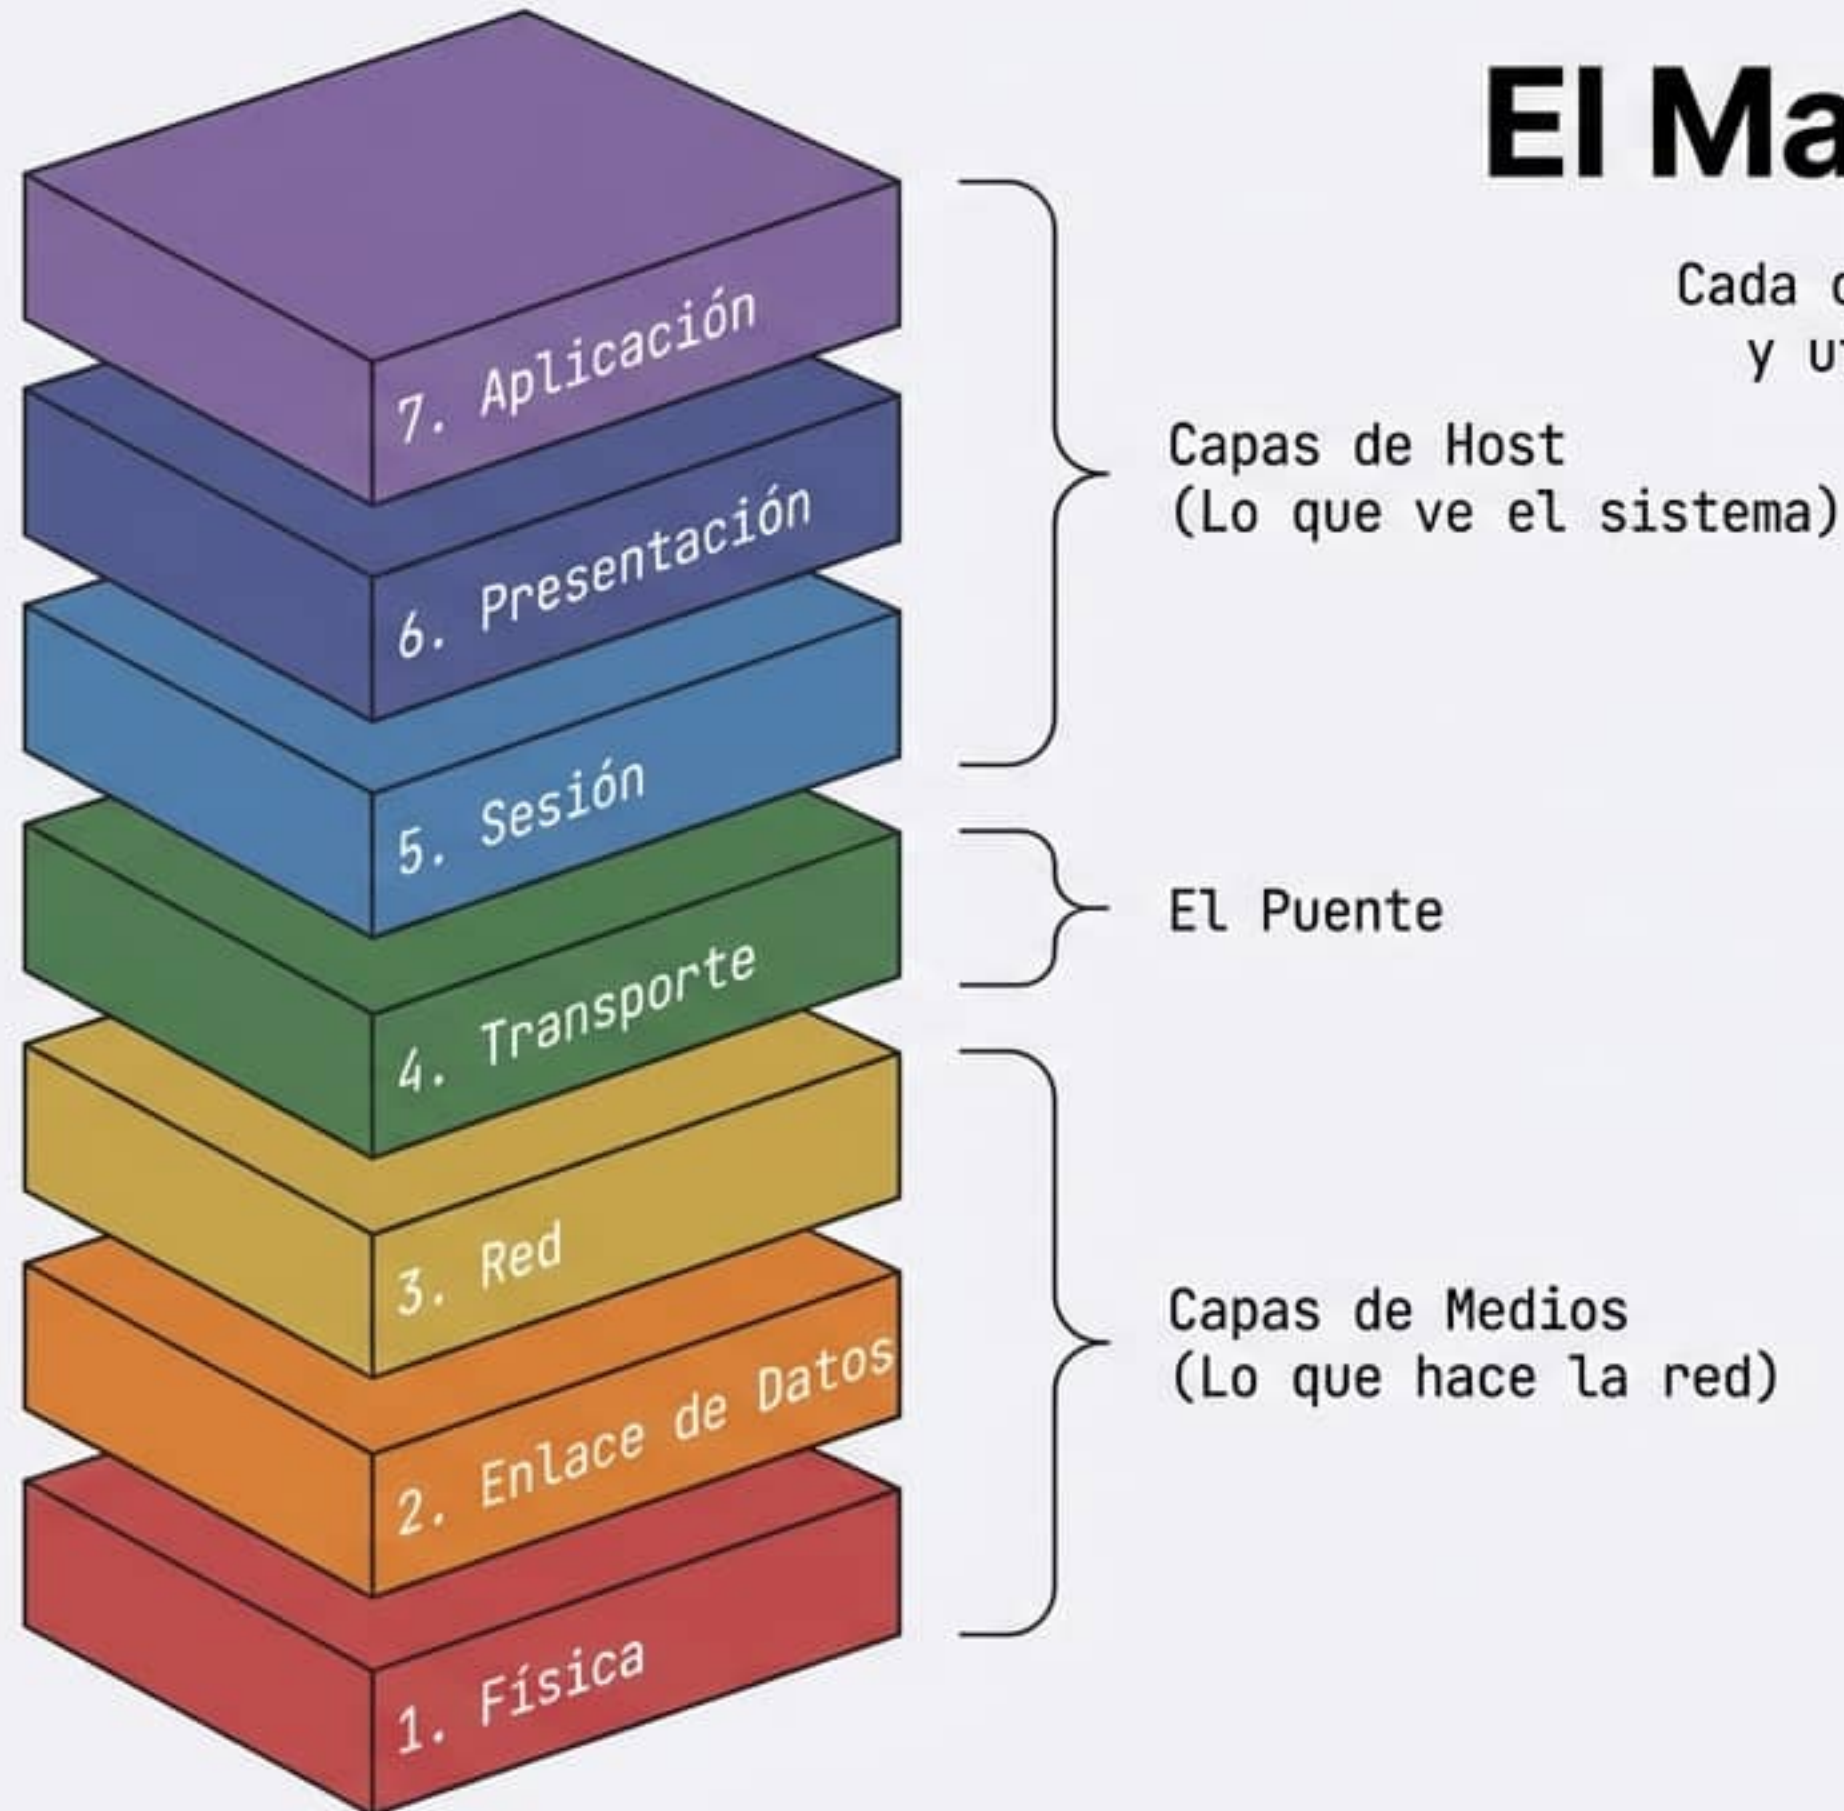 El Ma
Cada
y
7. Aplicación
6. Presentación
5. Sesión
4. Transporte
3. Red
2. Enlace de Datos
1. Física
Capas de Host
(Lo que ve el sistema)
El Puente
Capas de Medios
(Lo que hace la red)